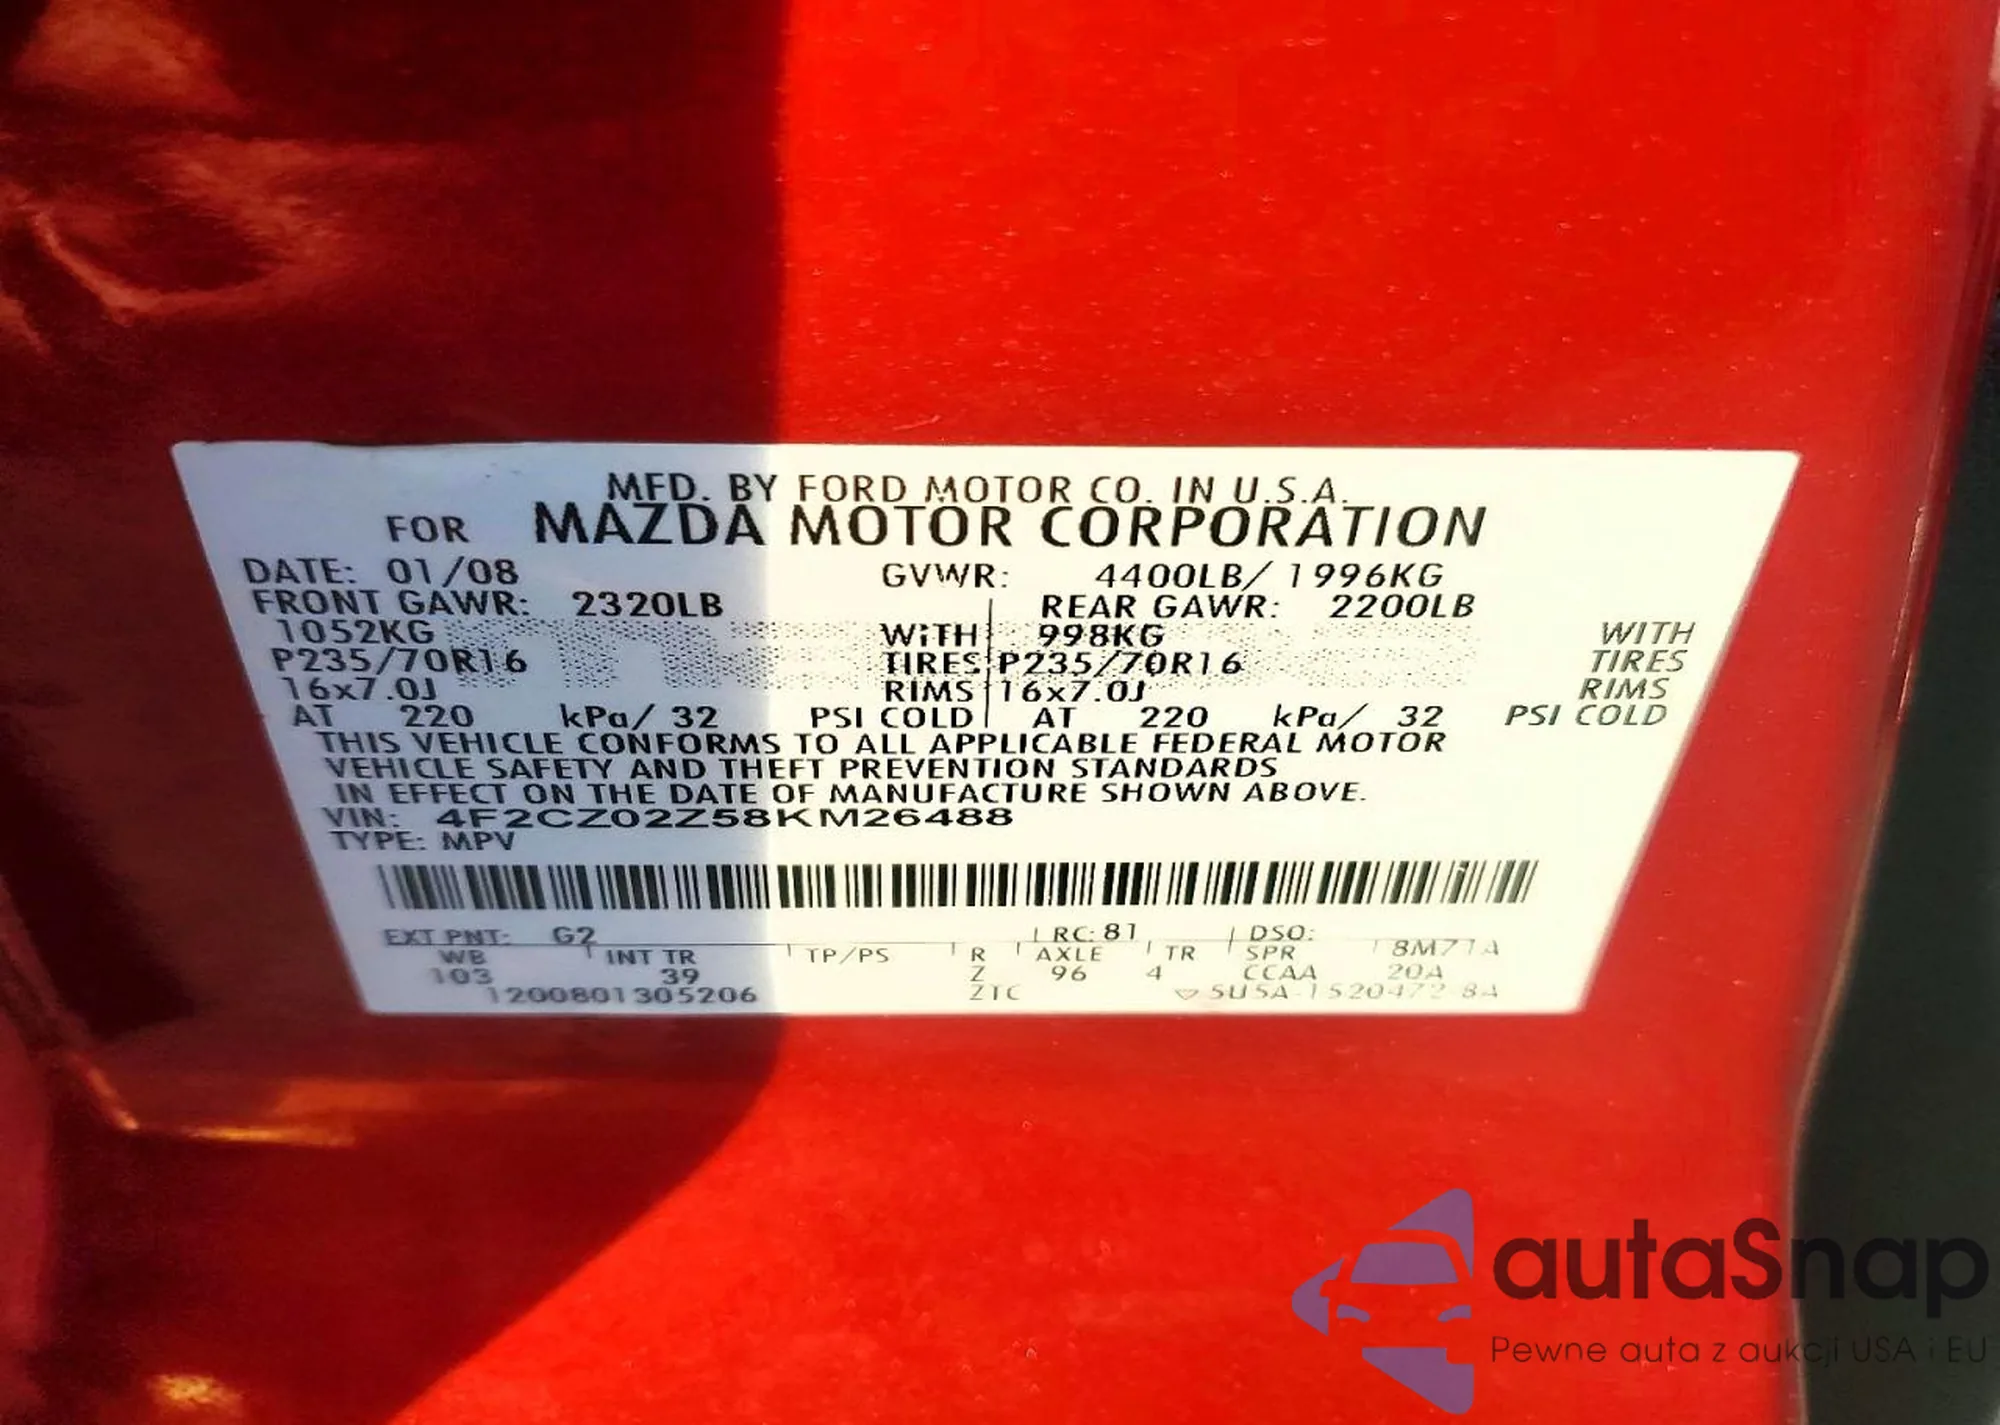 MFD. BY FORD MOTOR CO. IN U.S.A.
FOR MAZDA MOTOR CORPORATION
DATE: 01/08 GVWR: 4400LB/ 1996KG
FRONT GAWR: 2320LB REAR GAWR: 2200LB
1052KG WITH 998KG WITH
P235/70R16 TIRES P235/70R16 TIRES
16x7.0J RIMS 16x7.0J RIMS
AT 220 kPa/ 32 PSI COLD AT 220 kPa/ 32 PSI COLD
THIS VEHICLE CONFORMS TO ALL APPLICABLE FEDERAL MOTOR
VEHICLE SAFETY AND THEFT PREVENTION STANDARDS
IN EFFECT ON THE DATE OF MANUFACTURE SHOWN ABOVE.
VIN: 4F2CZ02Z58KM26488
TYPE: MPV
EXT PNT: G2 RC: 81 DSO:
WB INT TR TP/PS R AXLE TR SPR 8M71A
103 39 Z 96 4 CCAA 20A
1200801305206 ZTC SU5A-1520472-8A
autaSnap
Pewne auta z aukcji USA i EU